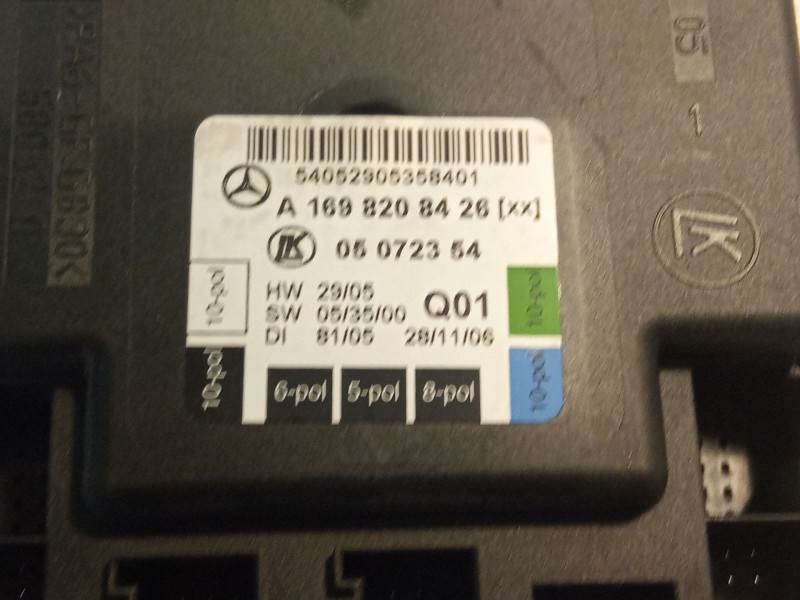 54052905358401
A 169 820 84 26 [xx]
LK 05 0723 54
HW 29/05
SW 05/35/00
DI 81/05 28/11/06
Q01
10-pol
10-pol
10-pol
10-pol
6-pol 5-pol 8-pol
LK
1
05